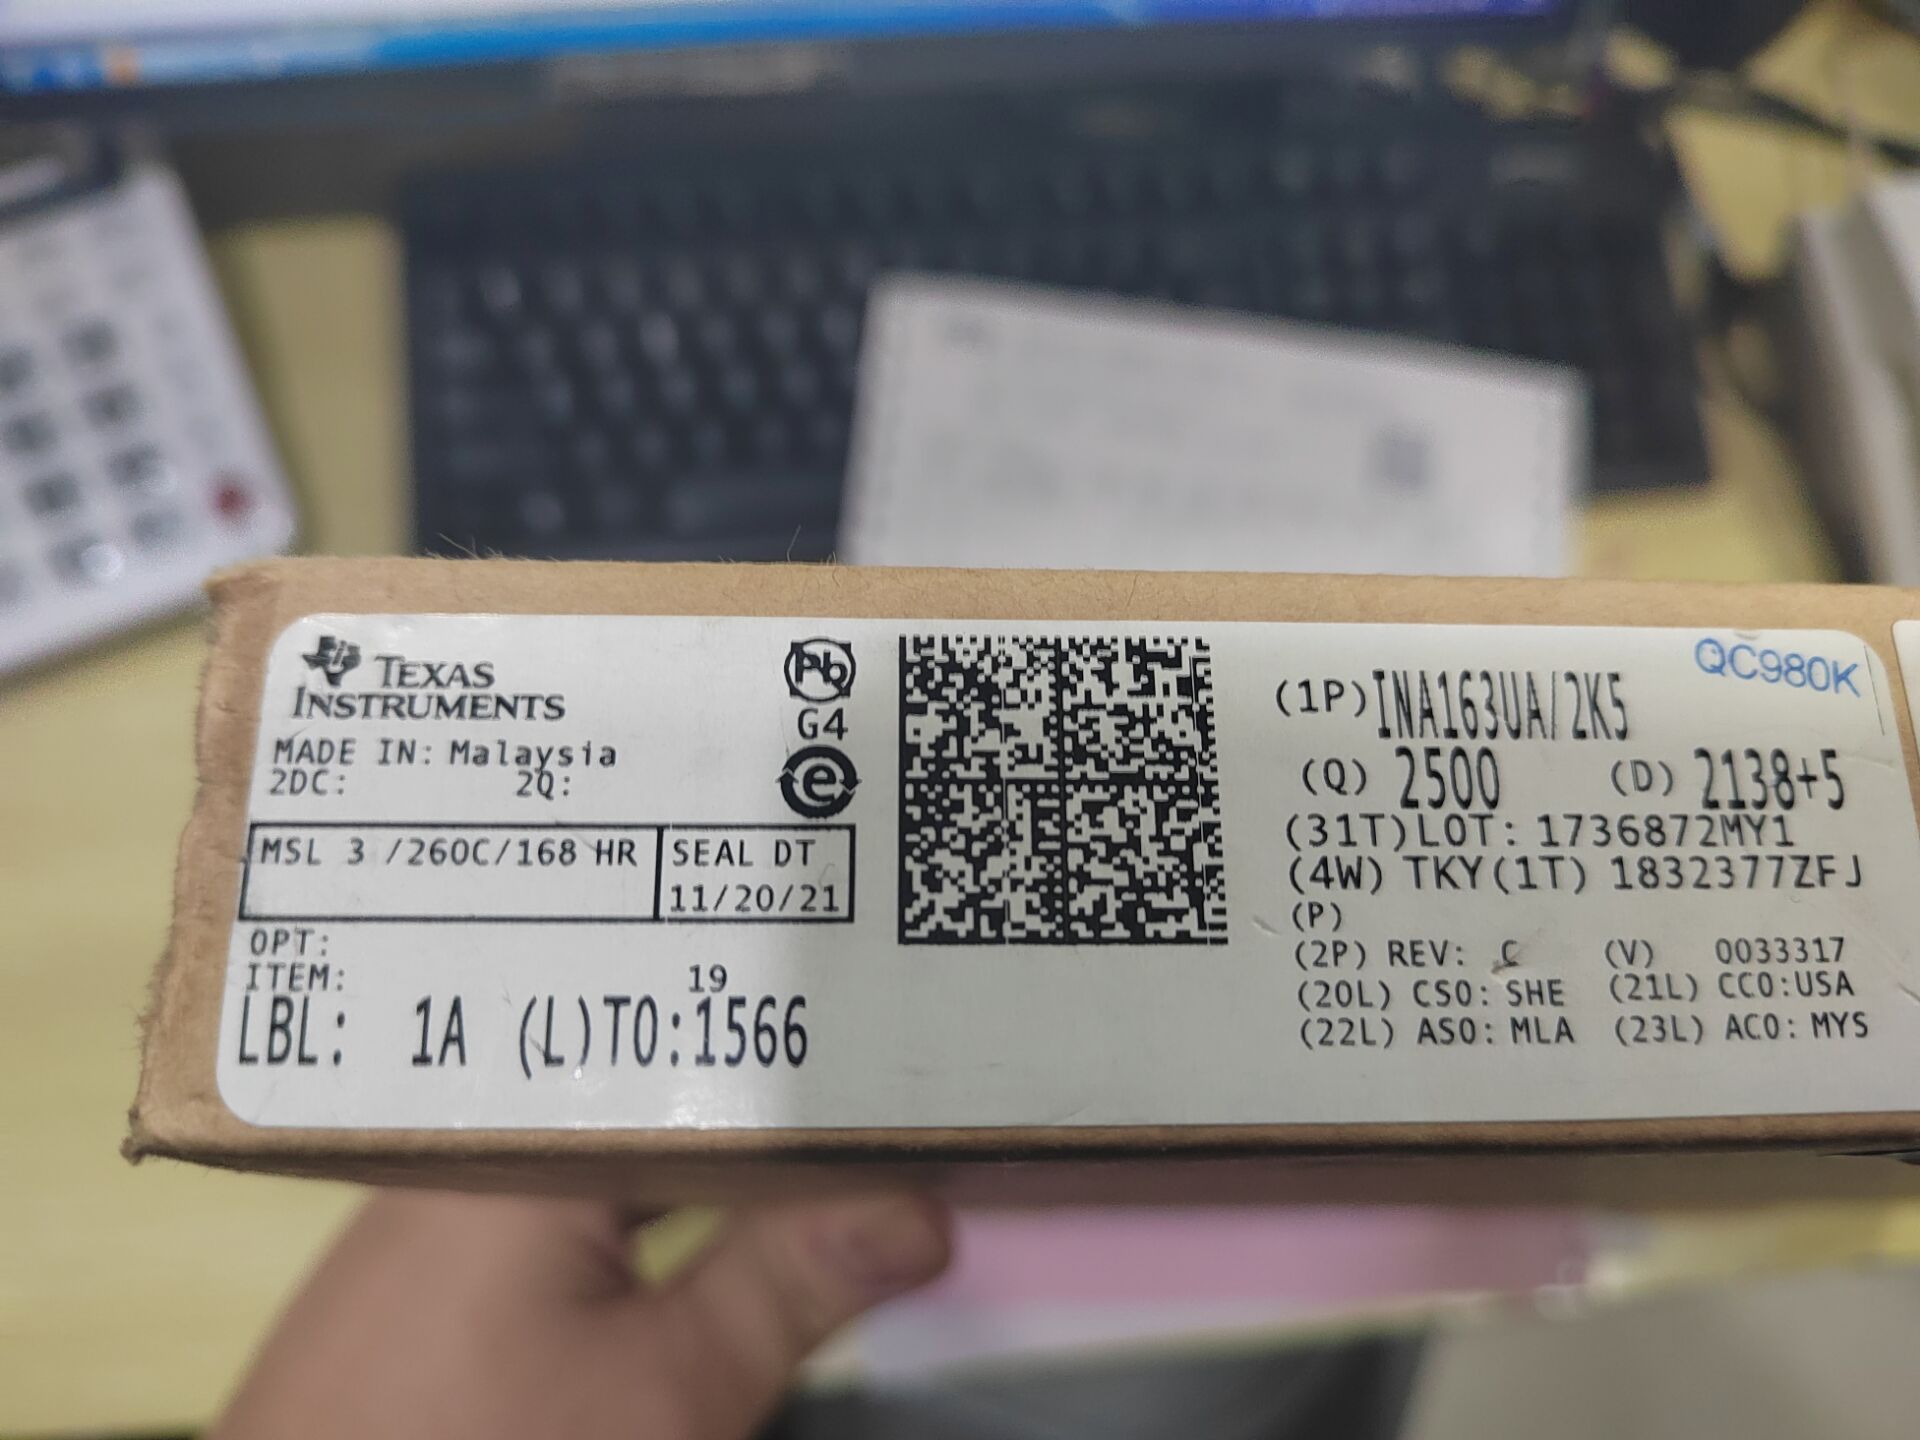 TEXAS
INSTRUMENTS
MADE IN: Malaysia
2DC: 2Q:
MSL 3 /260C/168 HR
SEAL DT
11/20/21
OPT:
ITEM: 19
LBL: 1A (L)TO:1566
Pb
G4
e
QC980K
(1P)INA163UA/2K5
(Q) 2500 (D) 2138+5
(31T)LOT: 1736872MY1
(4W) TKY(1T) 1832377ZFJ
(P)
(2P) REV: C (V) 0033317
(20L) CSO: SHE (21L) CCO:USA
(22L) ASO: MLA (23L) ACO: MYS